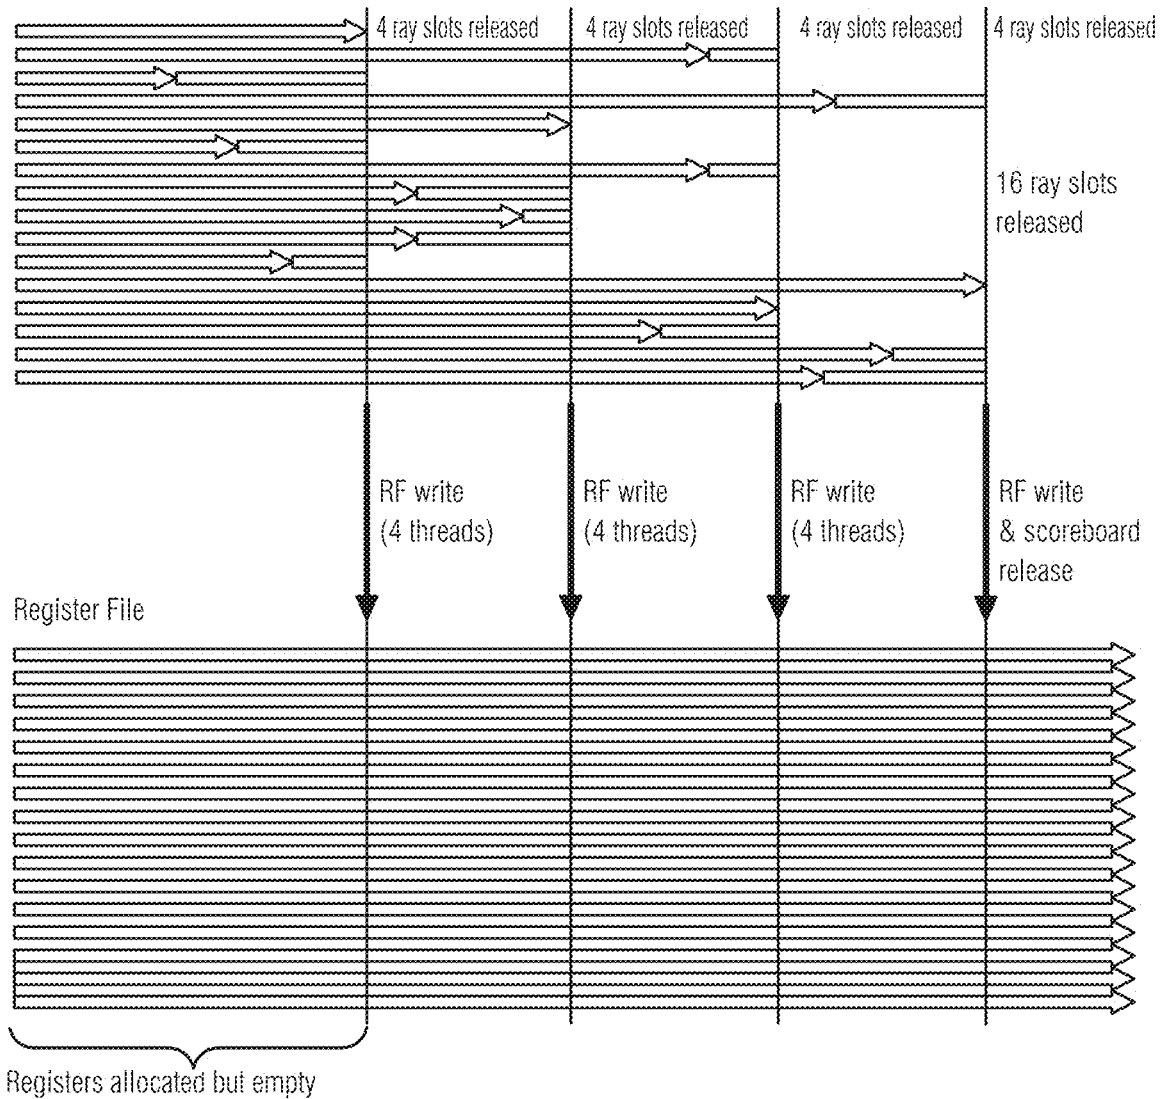 4 ray slots released
4 ray slots released
4 ray slots released
4 ray slots released
16 ray slots
released
RF write
(4 threads)
RF write
(4 threads)
RF write
(4 threads)
RF write
& scoreboard
release
Register File
Registers allocated but empty